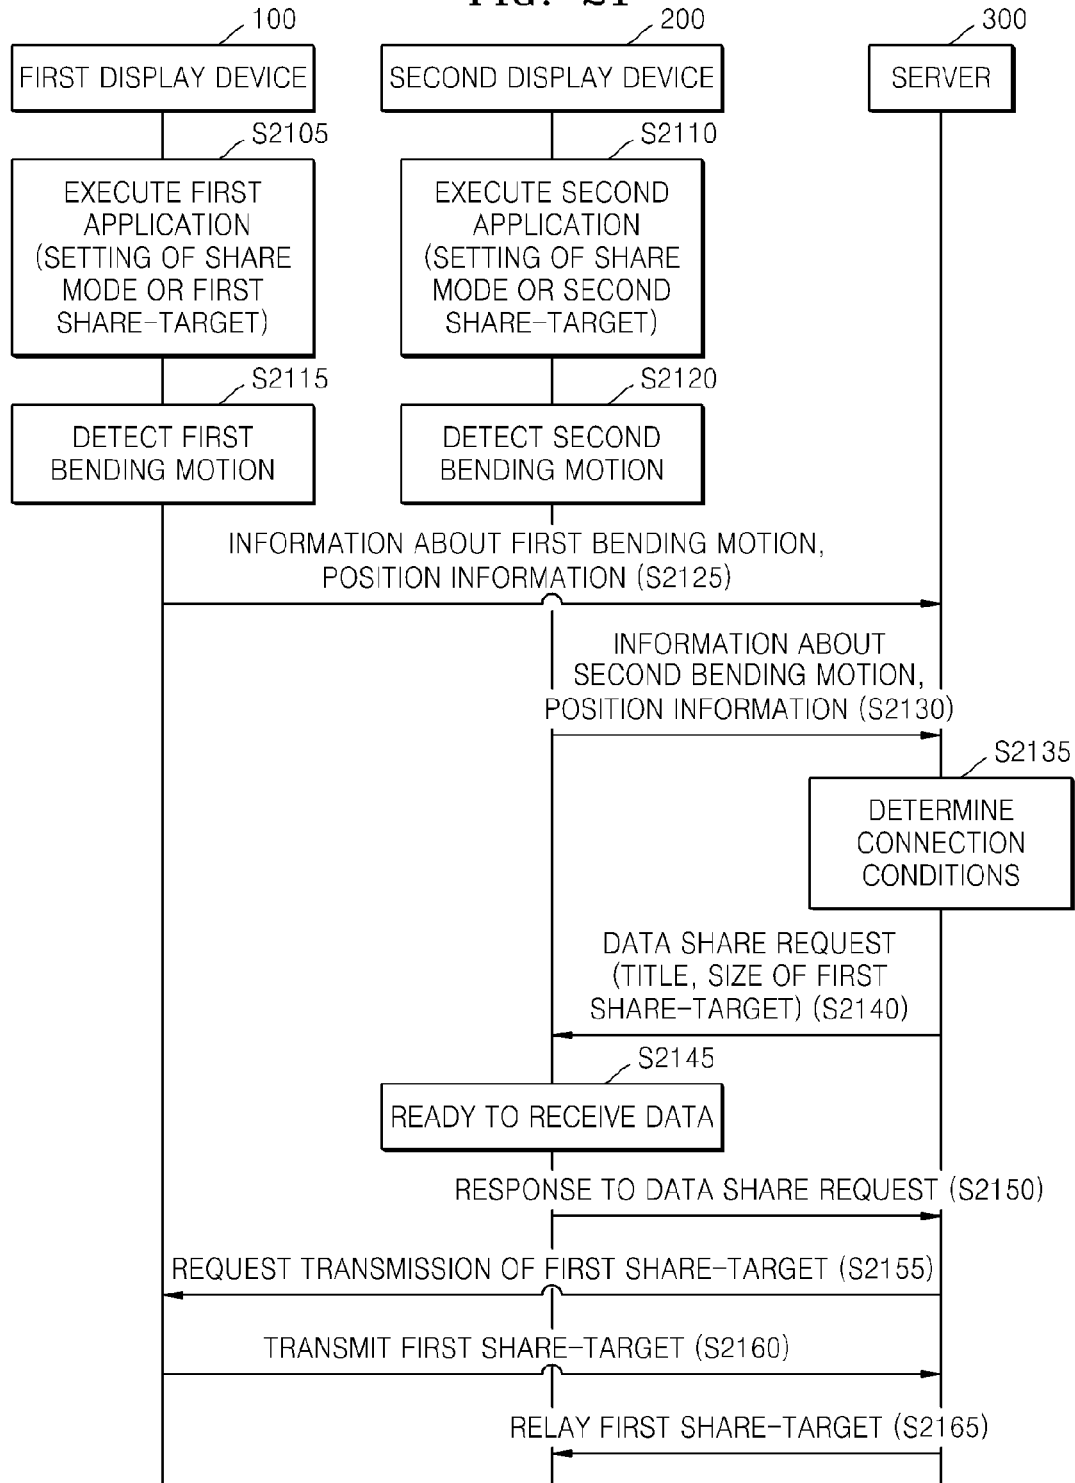 FIG. 21
100
200
300
FIRST DISPLAY DEVICE
SECOND DISPLAY DEVICE
SERVER
S2105
S2110
EXECUTE FIRST
APPLICATION
(SETTING OF SHARE
MODE OR FIRST
SHARE-TARGET)
EXECUTE SECOND
APPLICATION
(SETTING OF SHARE
MODE OR SECOND
SHARE-TARGET)
S2115
S2120
DETECT FIRST
BENDING MOTION
DETECT SECOND
BENDING MOTION
INFORMATION ABOUT FIRST BENDING MOTION,
POSITION INFORMATION (S2125)
INFORMATION ABOUT
SECOND BENDING MOTION,
POSITION INFORMATION (S2130)
S2135
DETERMINE
CONNECTION
CONDITIONS
DATA SHARE REQUEST
(TITLE, SIZE OF FIRST
SHARE-TARGET) (S2140)
S2145
READY TO RECEIVE DATA
RESPONSE TO DATA SHARE REQUEST (S2150)
REQUEST TRANSMISSION OF FIRST SHARE-TARGET (S2155)
TRANSMIT FIRST SHARE-TARGET (S2160)
RELAY FIRST SHARE-TARGET (S2165)